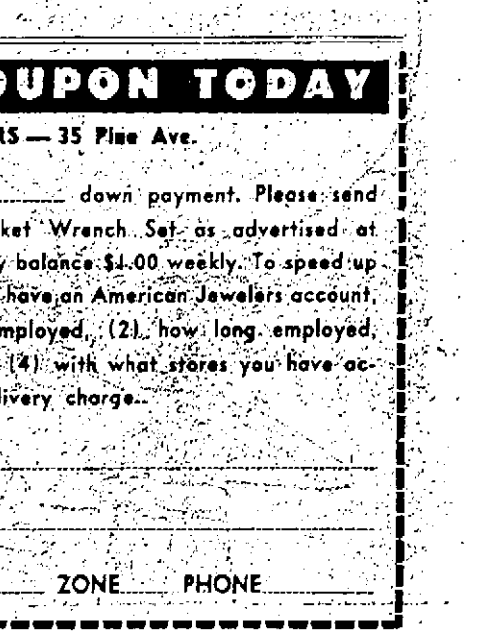 OUPON TODAY
RS — 35 Pine Ave.
down payment. Please send
ket Wrench Set as advertised at
y balance $1.00 weekly. To speed up
have an American Jewelers account,
mployed, (2) how long employed,
(4) with what stores you have ac-
livery charge.
ZONE PHONE